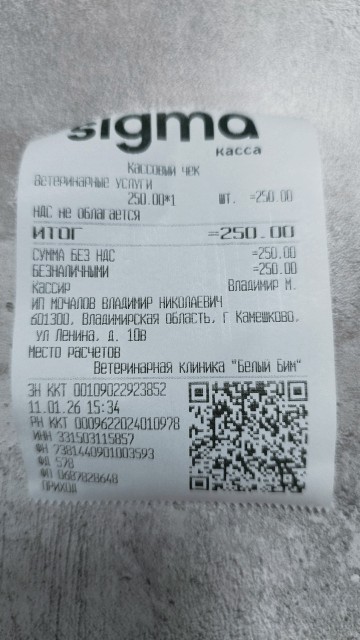 sigma
касса
Кассовый чек
Ветеринарные услуги
250.00*1 шт. =250.00
НДС не облагается
ИТОГ =250.00
СУММА БЕЗ НДС =250.00
БЕЗНАЛИЧНЫМИ =250.00
Кассир Владимир М.
ИП МОЧАЛОВ ВЛАДИМИР НИКОЛАЕВИЧ
601300, Владимирская область, г Камешково,
ул Ленина, д. 10в
Место расчетов
Ветеринарная клиника "Белый Бим"
ЗН ККТ 00109022923852
11.01.26 15:34
РН ККТ 0009622024010978
ИНН 331503115857
ФН 7381440901003593
ФД 578
ФП 0687828648
ПРИХОД